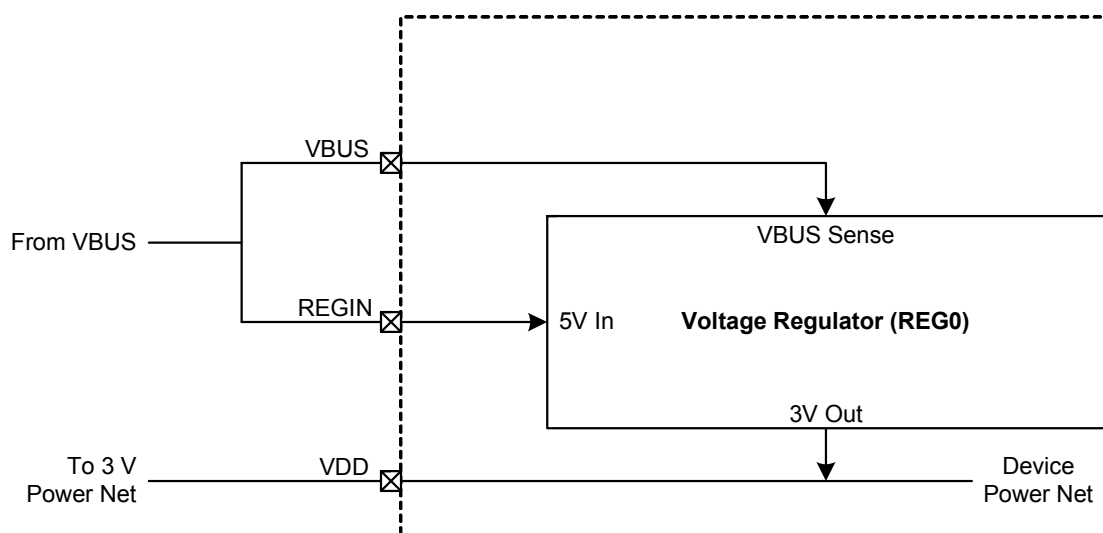 VBUS
From VBUS
VBUS Sense
REGIN
5V In
Voltage Regulator (REG0)
3V Out
To 3 V
Power Net
VDD
Device
Power Net